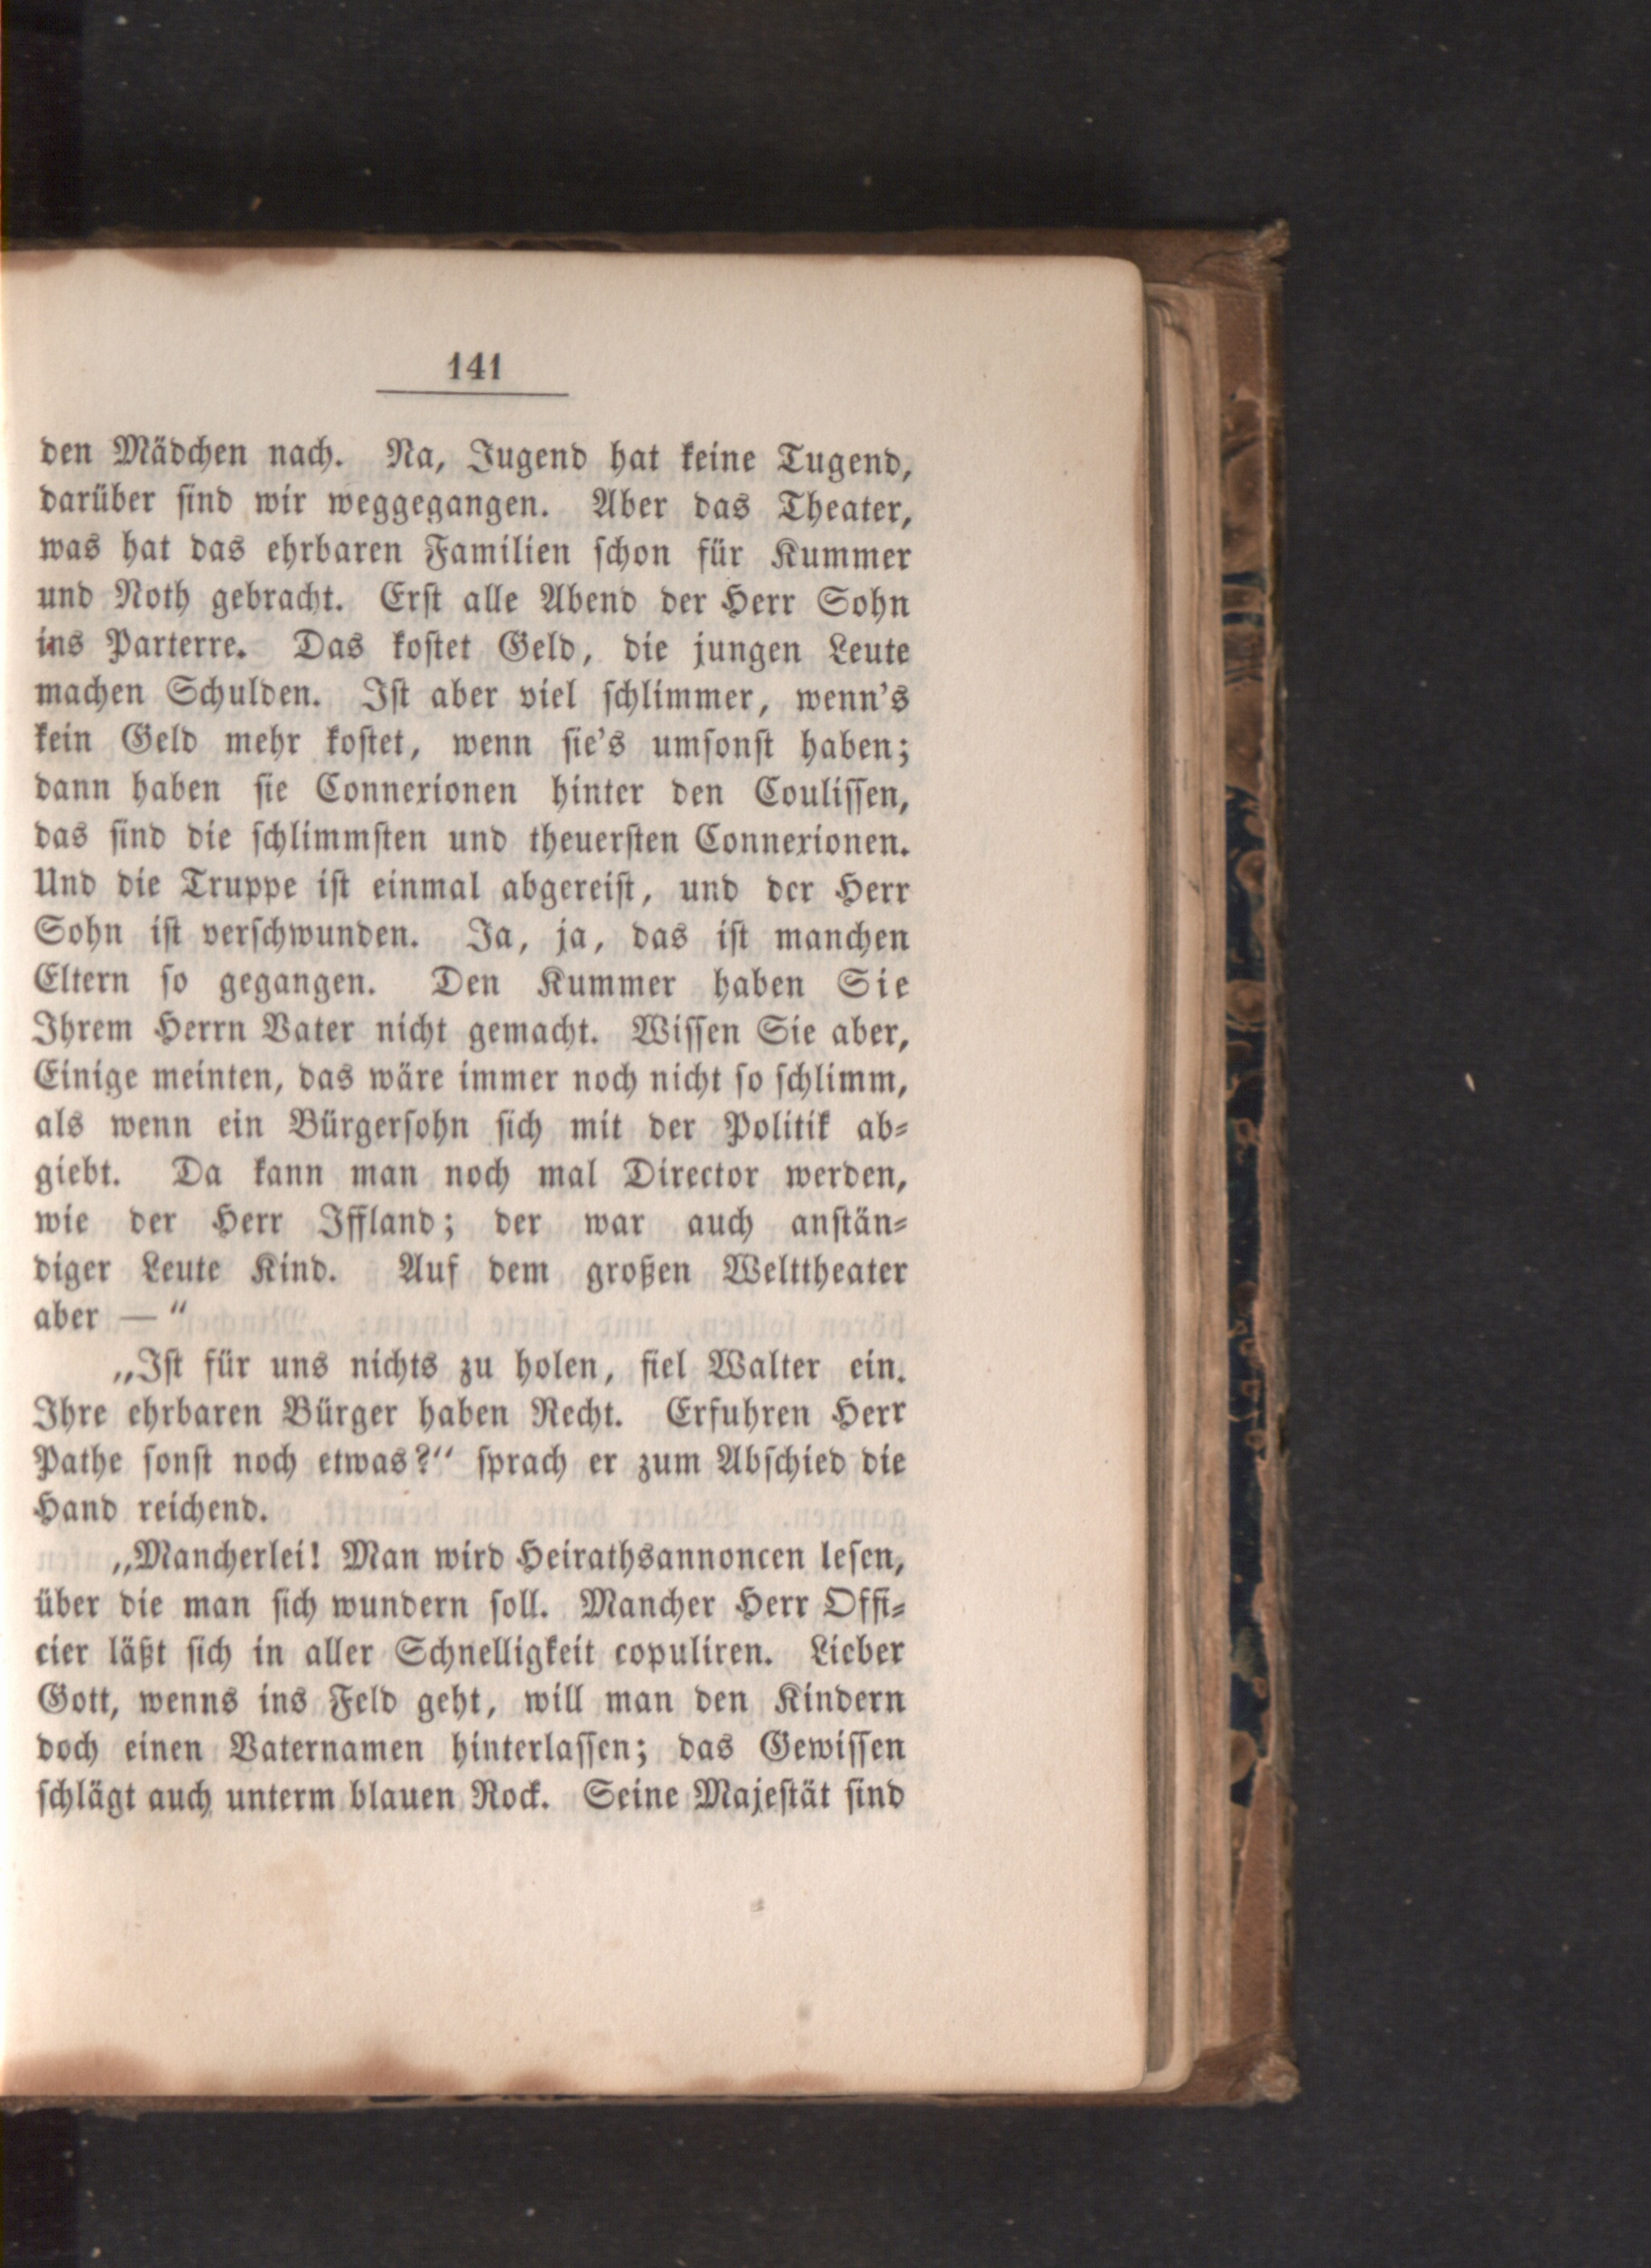 141
den Mädchen nach. Na, Jugend hat keine Tugend,
darüber sind wir weggegangen. Aber das Theater,
was hat das ehrbaren Familien schon für Kummer
und Noth gebracht. Erst alle Abend der Herr Sohn
ins Parterre. Das kostet Geld, die jungen Leute
machen Schulden. Ist aber viel schlimmer, wenn's
kein Geld mehr kostet, wenn sie's umsonst haben;
dann haben sie Connexionen hinter den Coulissen,
das sind die schlimmsten und theuersten Connexionen.
Und die Truppe ist einmal abgereist, und der Herr
Sohn ist verschwunden. Ja, ja, das ist manchen
Eltern so gegangen. Den Kummer haben Sie
Ihrem Herrn Vater nicht gemacht. Wissen Sie aber,
Einige meinten, das wäre immer noch nicht so schlimm,
als wenn ein Bürgersohn sich mit der Politik ab-
giebt. Da kann man noch mal Director werden,
wie der Herr Iffland; der war auch anstän-
diger Leute Kind. Auf dem großen Welttheater
aber — “
„Ist für uns nichts zu holen, fiel Walter ein.
Ihre ehrbaren Bürger haben Recht. Erfuhren Herr
Pathe sonst noch etwas?“ sprach er zum Abschied die
Hand reichend.
„Mancherlei! Man wird Heirathsannoncen lesen,
über die man sich wundern soll. Mancher Herr Offi-
cier läßt sich in aller Schnelligkeit copuliren. Lieber
Gott, wenns ins Feld geht, will man den Kindern
doch einen Vaternamen hinterlassen; das Gewissen
schlägt auch unterm blauen Rock. Seine Majestät sind